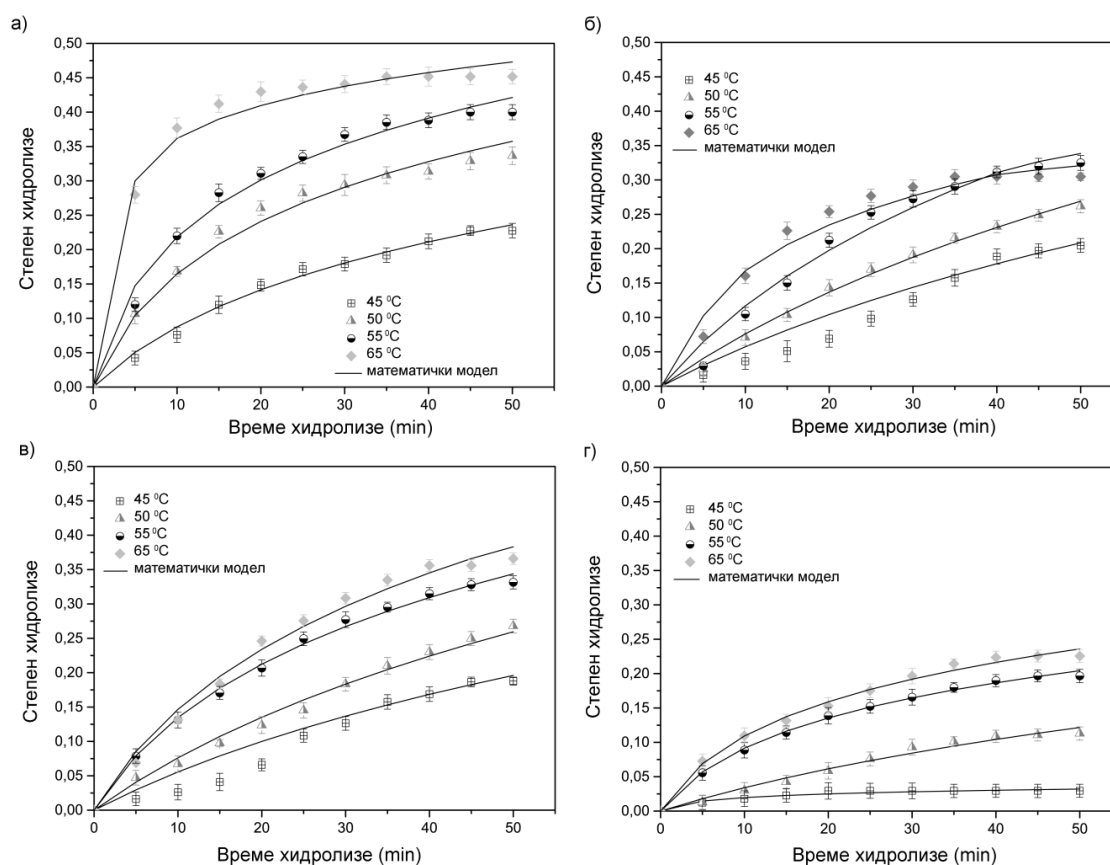 а)
0,50
0,45
0,40
0,35
0,30
0,25
0,20
0,15
0,10
0,05
0,00
Степен хидролизе
45 ⁰C
50 ⁰C
55 ⁰C
65 ⁰C
математички модел
0 10 20 30 40 50
Време хидролизе (min)
б)
0,50
0,45
0,40
0,35
0,30
0,25
0,20
0,15
0,10
0,05
0,00
Степен хидролизе
45 ⁰C
50 ⁰C
55 ⁰C
65 ⁰C
математички модел
0 10 20 30 40 50
Време хидролизе (min)
в)
0,50
0,45
0,40
0,35
0,30
0,25
0,20
0,15
0,10
0,05
0,00
Степен хидролизе
45 ⁰C
50 ⁰C
55 ⁰C
65 ⁰C
математички модел
0 10 20 30 40 50
Време хидролизе (min)
г)
0,50
0,45
0,40
0,35
0,30
0,25
0,20
0,15
0,10
0,05
0,00
Степен хидролизе
45 ⁰C
50 ⁰C
55 ⁰C
65 ⁰C
математички модел
0 10 20 30 40 50
Време хидролизе (min)